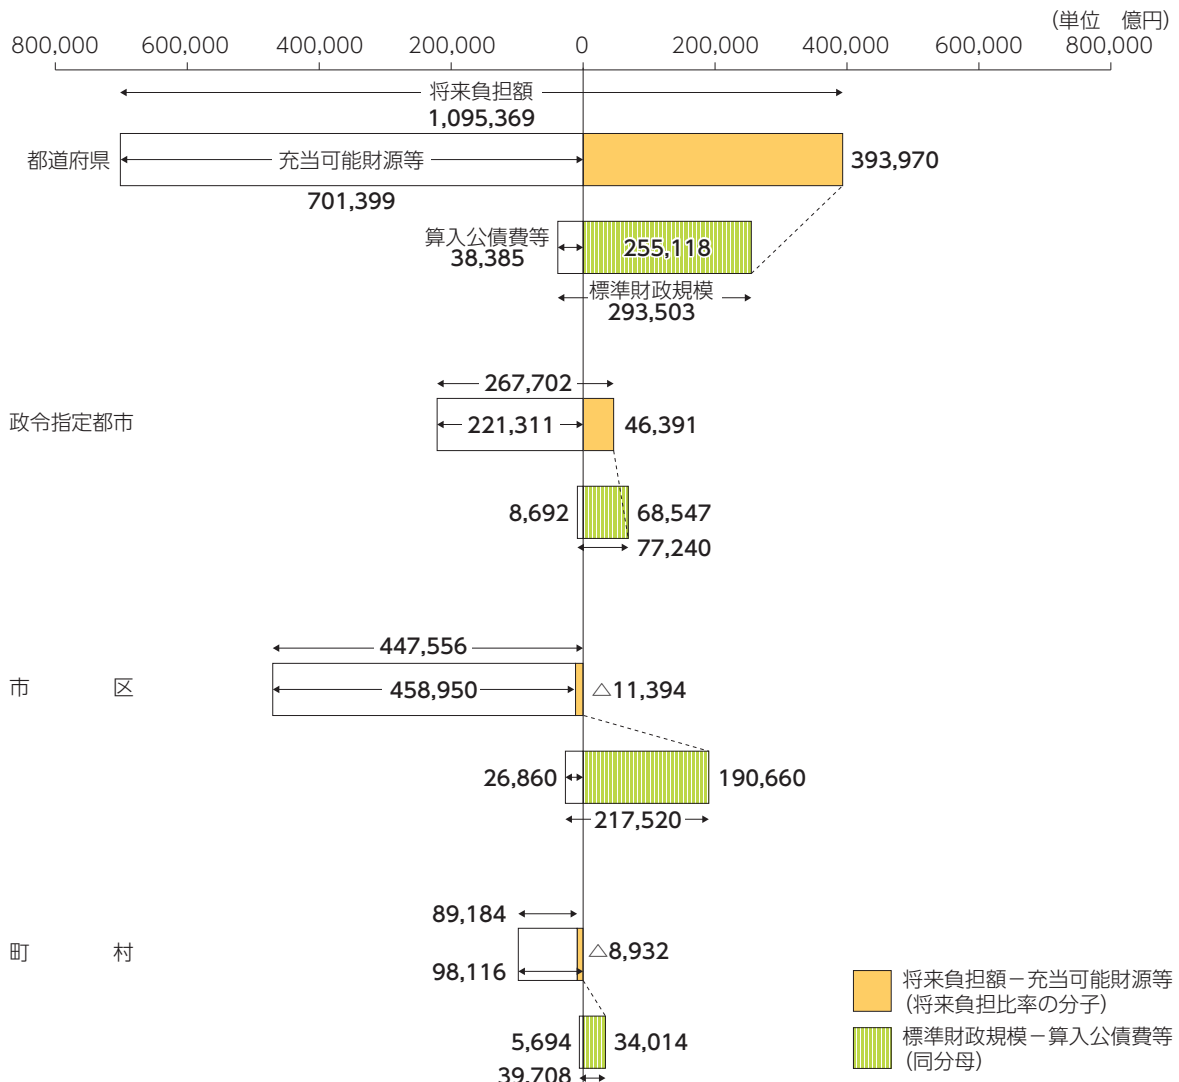 (単位　億円)
800,000 600,000 400,000 200,000 0 200,000 400,000 600,000 800,000
将来負担額
1,095,369
都道府県
充当可能財源等
393,970
701,399
算入公債費等
38,385
255,118
標準財政規模
293,503
267,702
政令指定都市
221,311
46,391
8,692
68,547
77,240
447,556
市　　　区
458,950
△11,394
26,860
190,660
217,520
89,184
町　　　村
△8,932
98,116
5,694
34,014
39,708
将来負担額－充当可能財源等
(将来負担比率の分子)
標準財政規模－算入公債費等
(同分母)